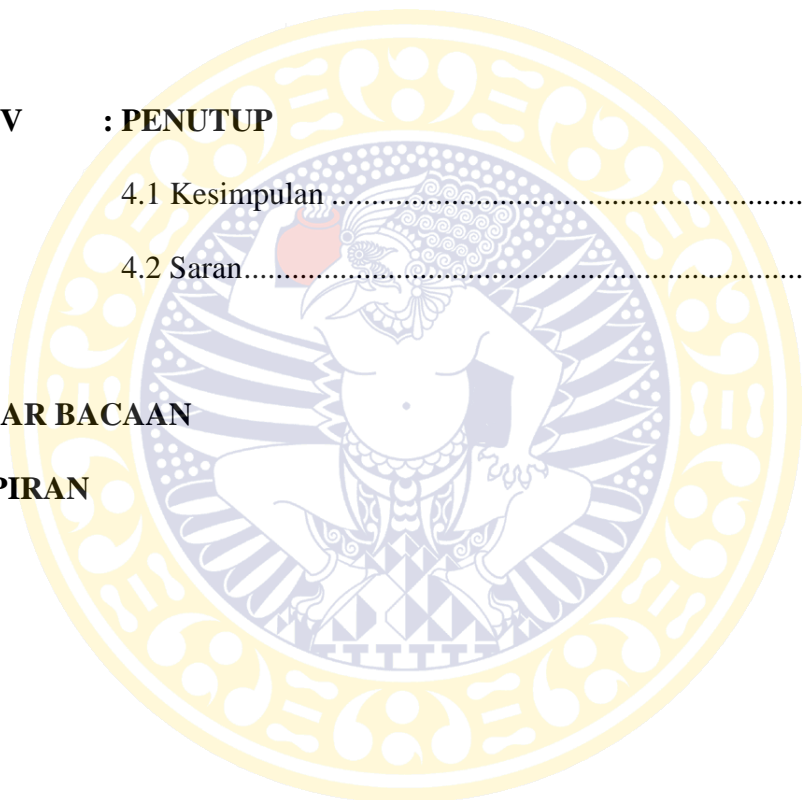 V : PENUTUP
4.1 Kesimpulan ..........................................................
4.2 Saran.....................................................................
AR BACAAN
PIRAN